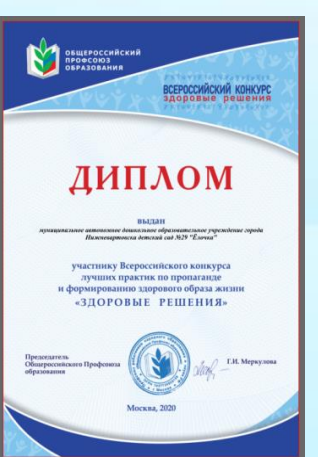 ОБЩЕРОССИЙСКИЙ
ПРОФСОЮЗ
ОБРАЗОВАНИЯ
ВСЕРОССИЙСКИЙ КОНКУРС
здоровые решения
ДИПЛОМ
выдан
муниципальное автономное дошкольное образовательное учреждение города
Нижневартовска детский сад №29 "Ёлочка"
участнику Всероссийского конкурса
лучших практик по пропаганде
и формированию здорового образа жизни
«ЗДОРОВЫЕ РЕШЕНИЯ»
Председатель
Общероссийского Профсоюза
образования
Г.И. Меркулова
Москва, 2020